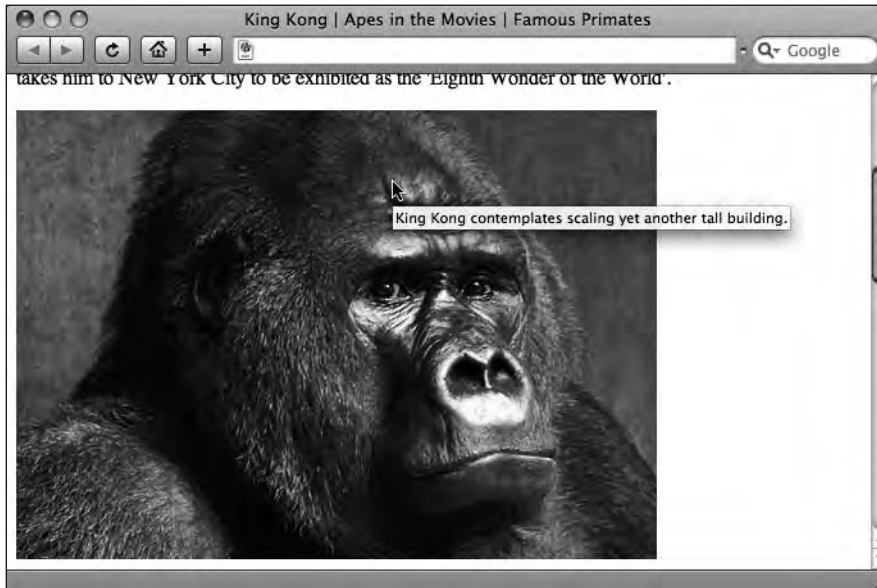 King Kong | Apes in the Movies | Famous Primates
Google
takes him to New York City to be exhibited as the 'Eighth Wonder of the World'.
King Kong contemplates scaling yet another tall building.